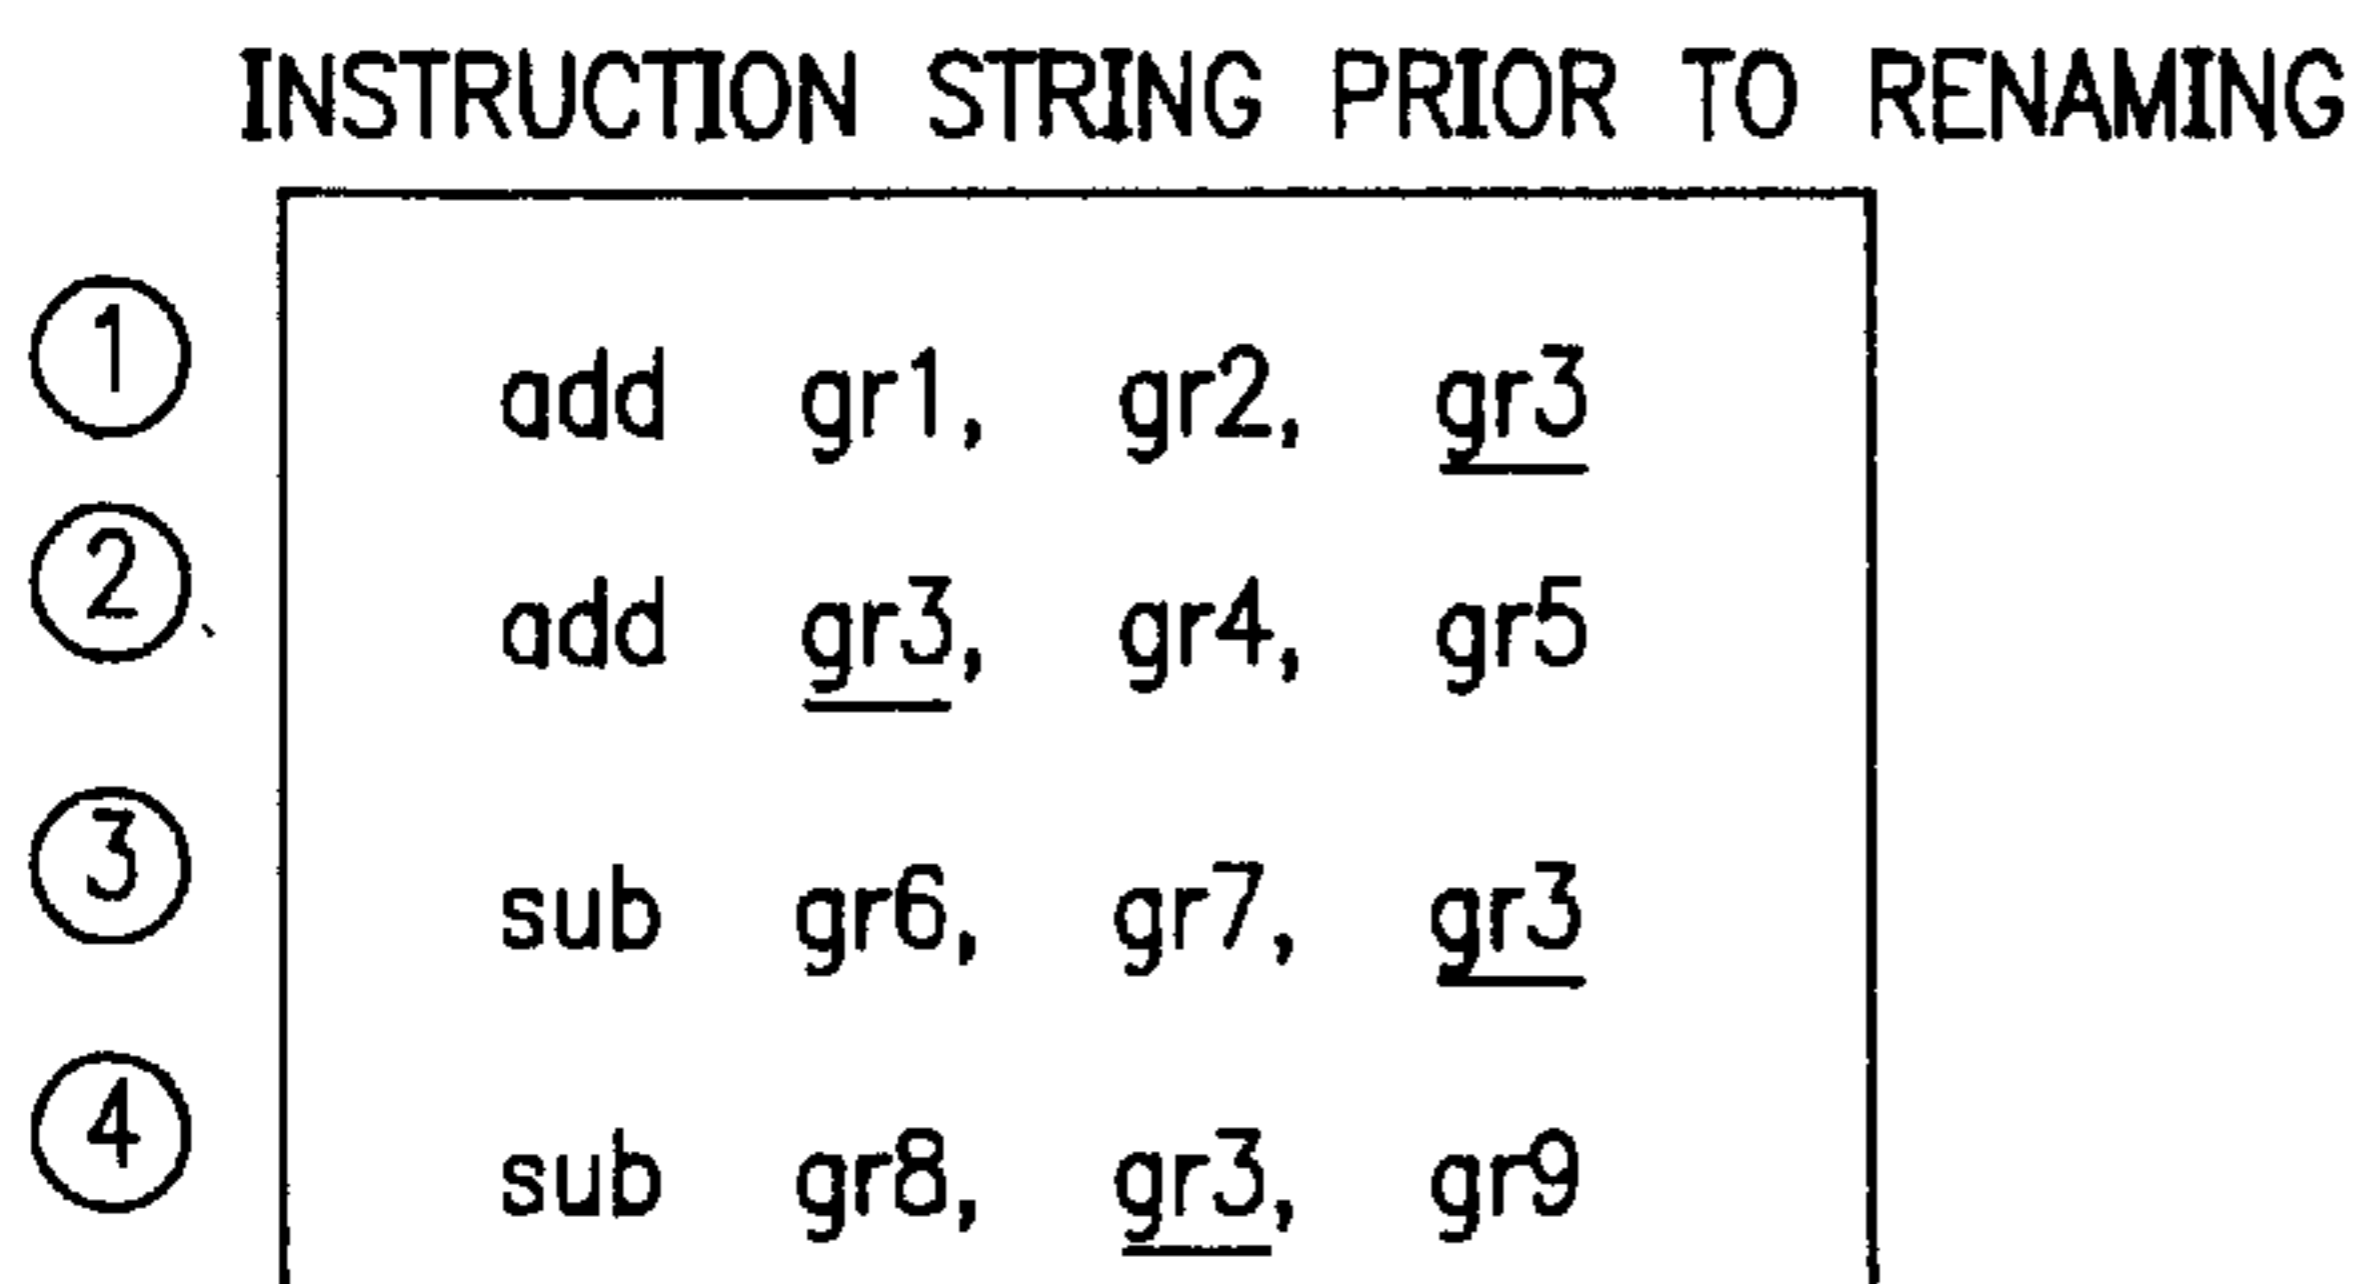 INSTRUCTION STRING PRIOR TO RENAMING
1 add gr1, gr2, gr3
2 add gr3, gr4, gr5
3 sub gr6, gr7, gr3
4 sub gr8, gr3, gr9